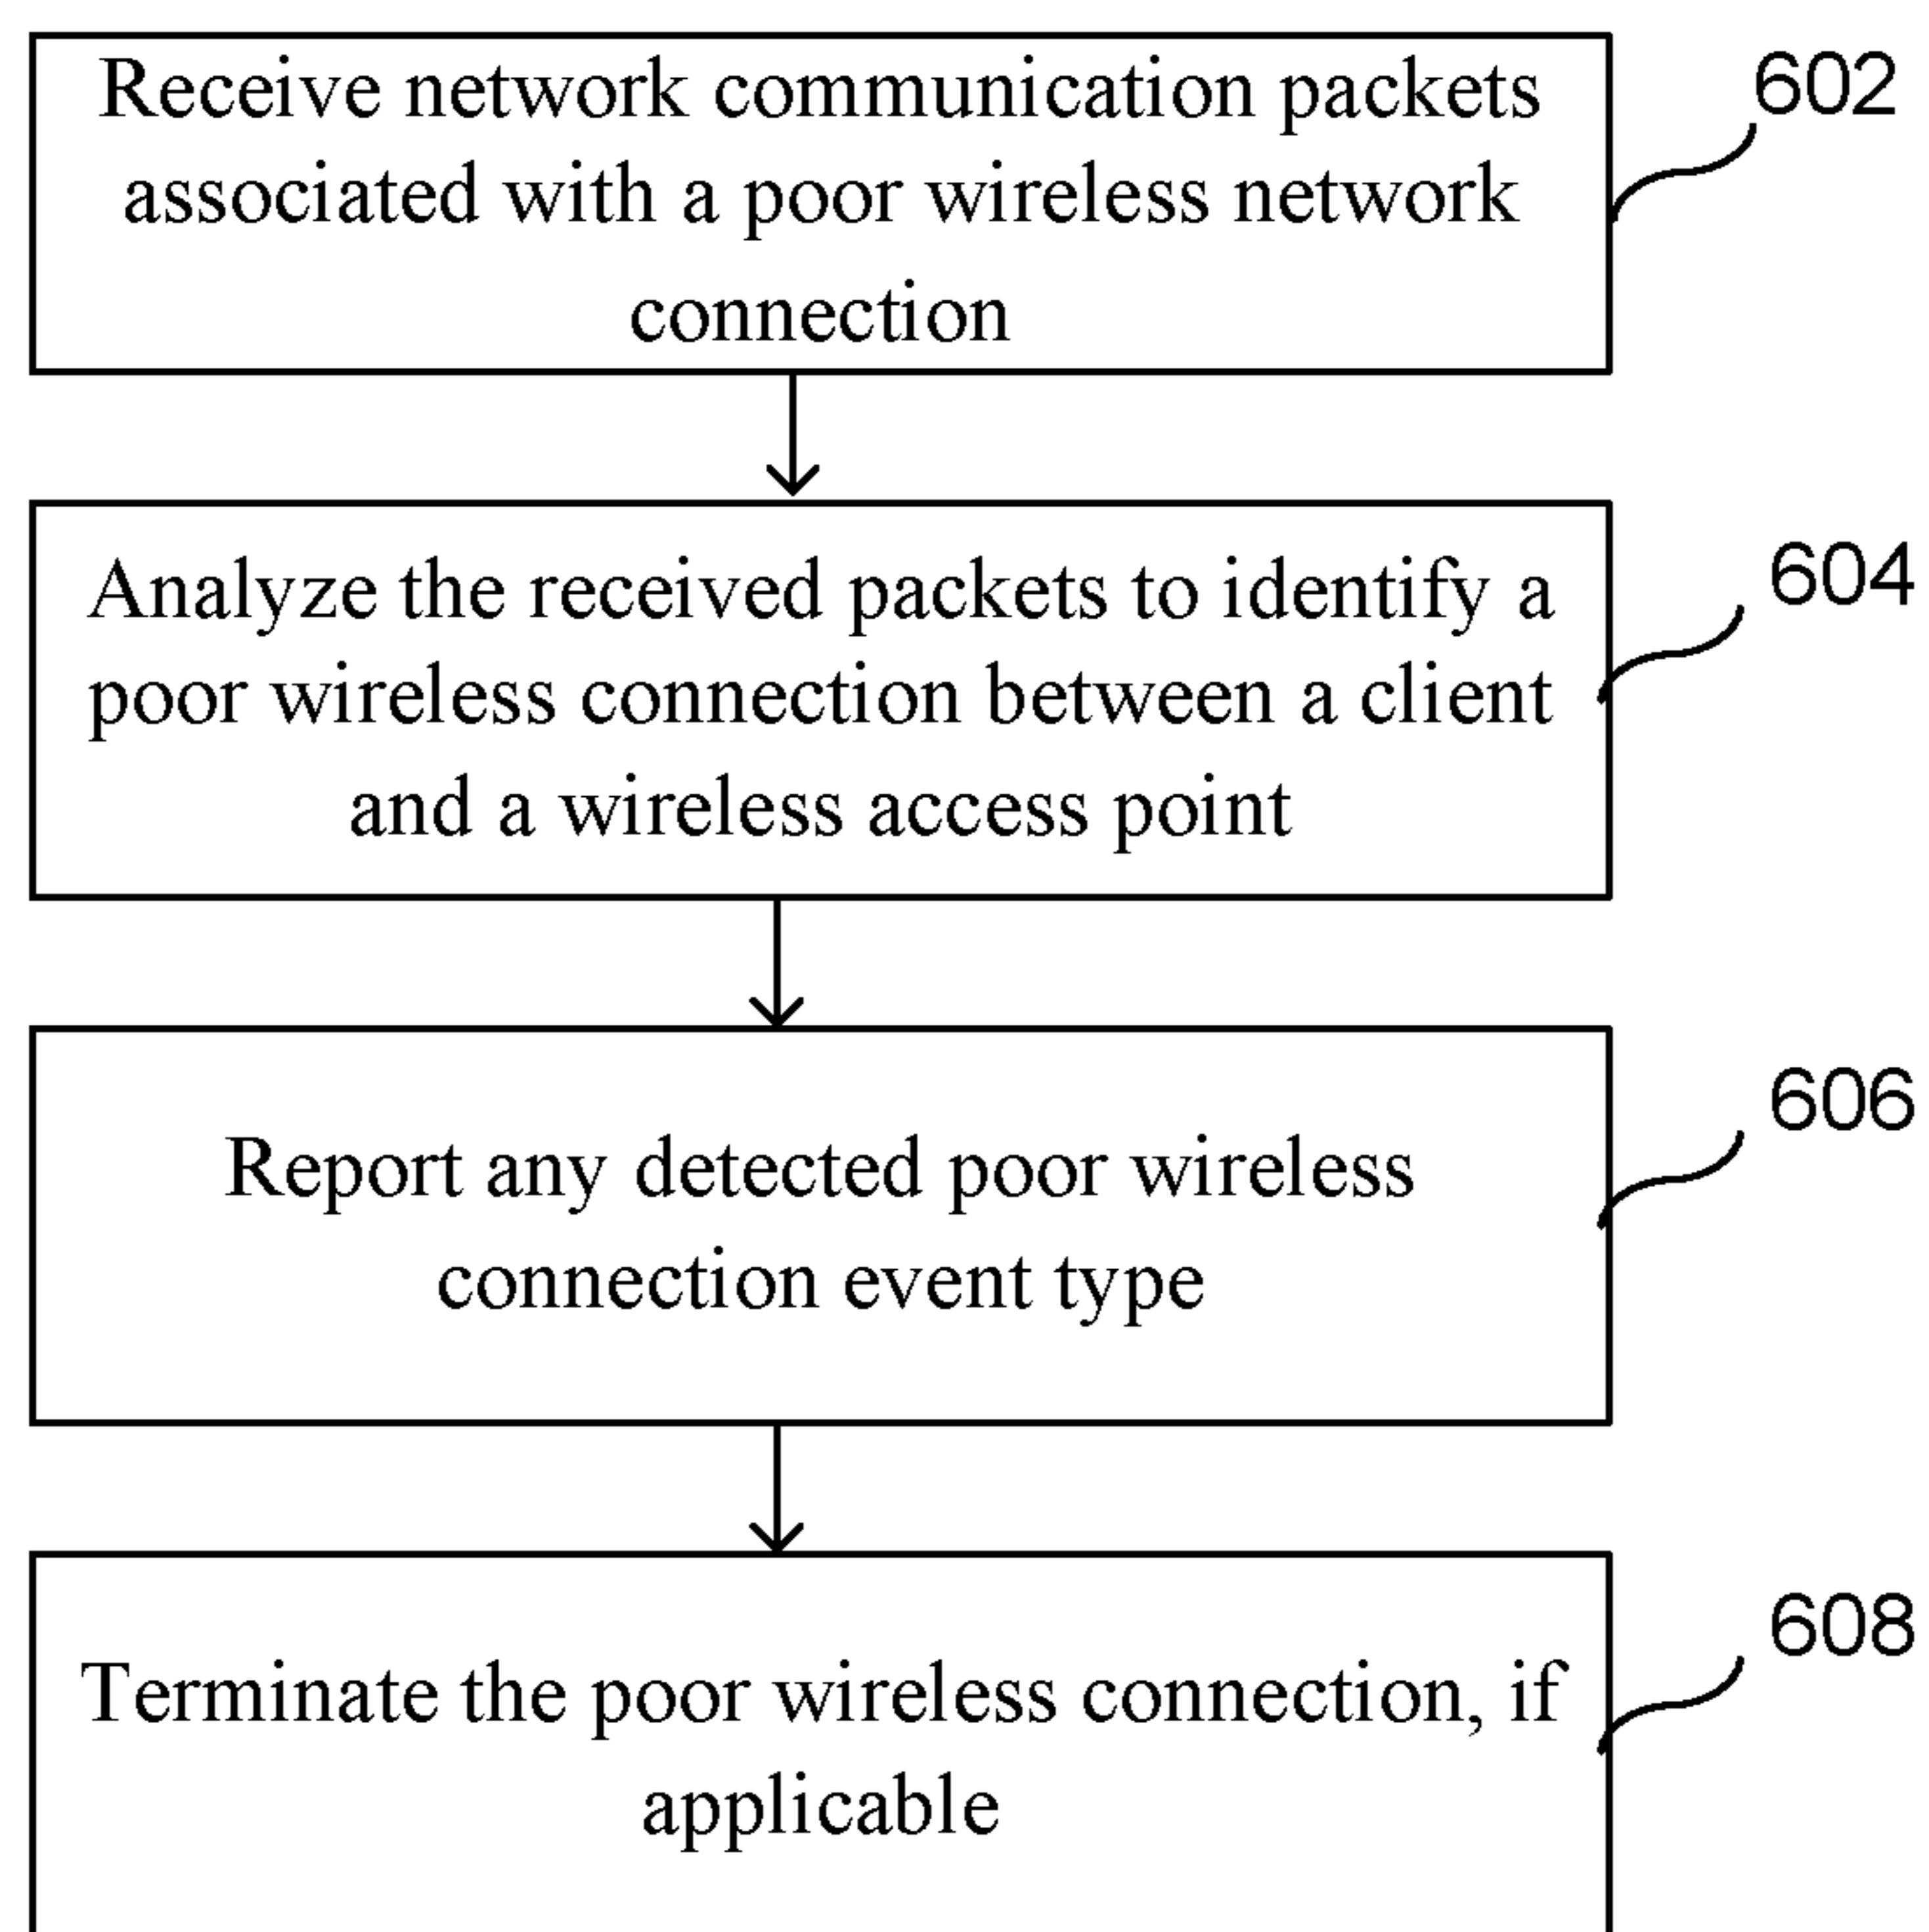 Receive network communication packets
associated with a poor wireless network
connection
602
Analyze the received packets to identify a
poor wireless connection between a client
and a wireless access point
604
Report any detected poor wireless
connection event type
606
Terminate the poor wireless connection, if
applicable
608